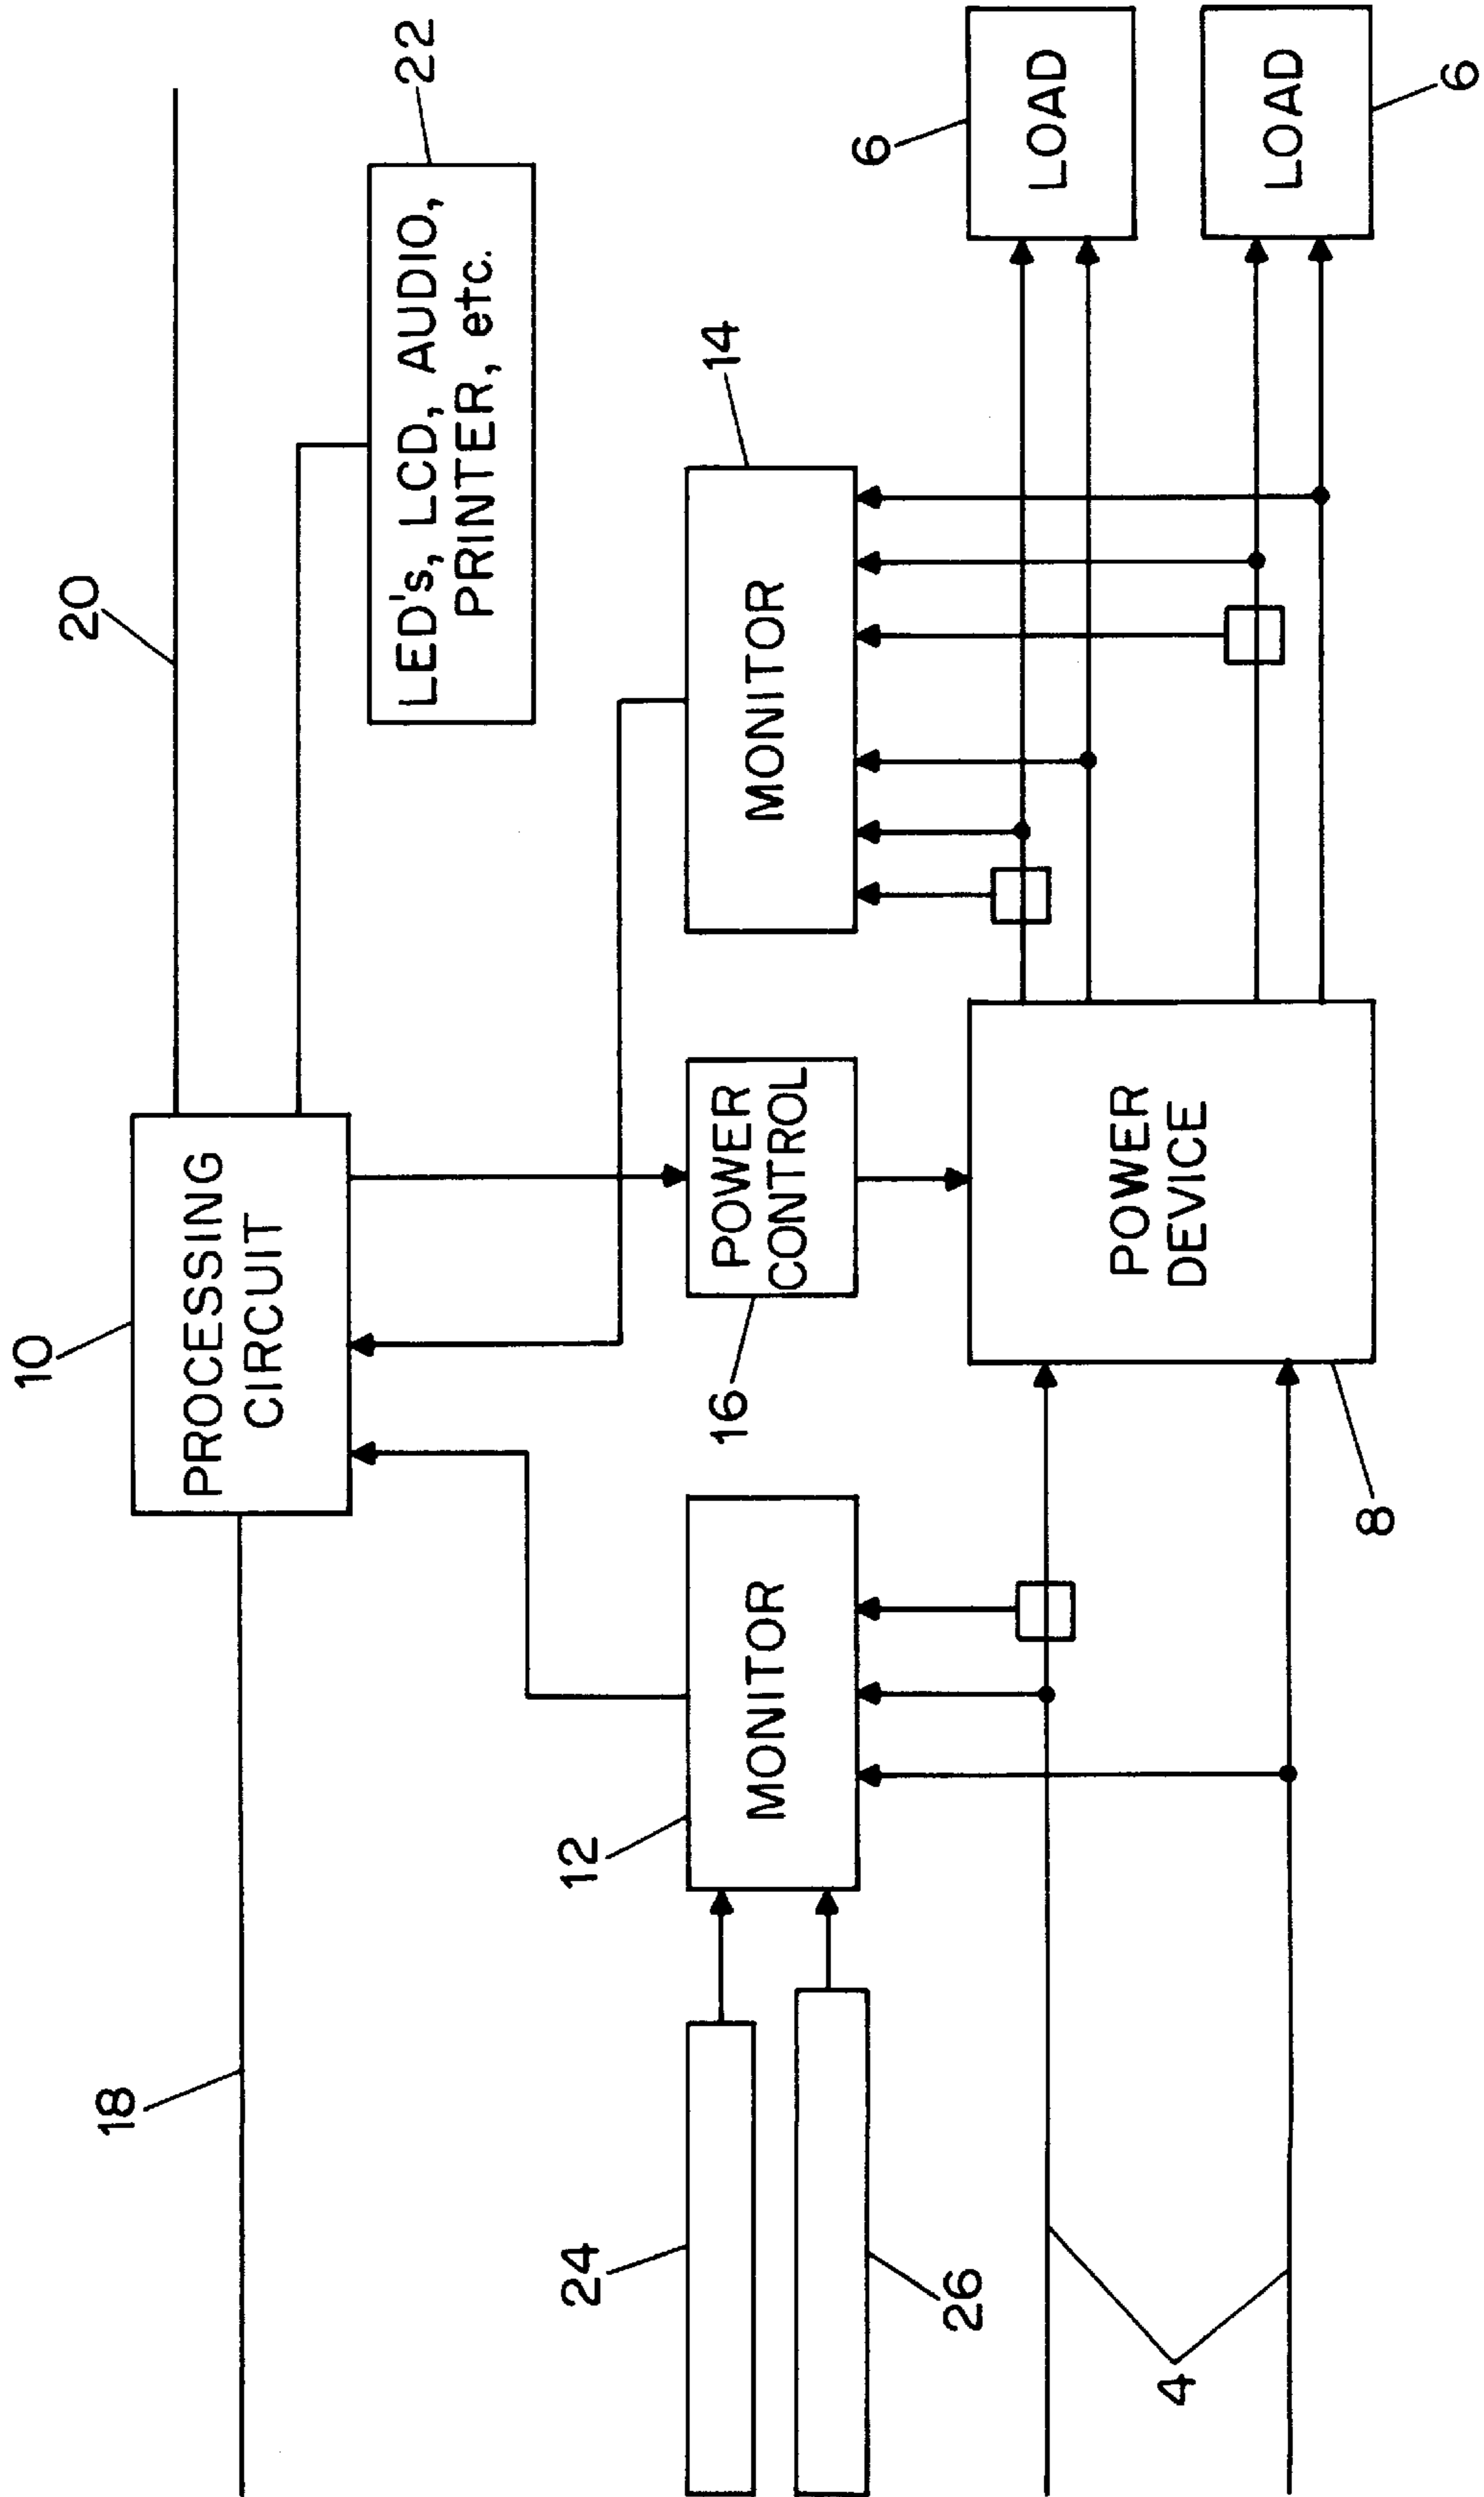 10
20
18
PROCESSING
CIRCUIT
22
LED's, LCD, AUDIO,
PRINTER, etc.
24
12
MONITOR
16
POWER
CONTROL
14
MONITOR
26
6
LOAD
4
POWER
DEVICE
LOAD
8
6